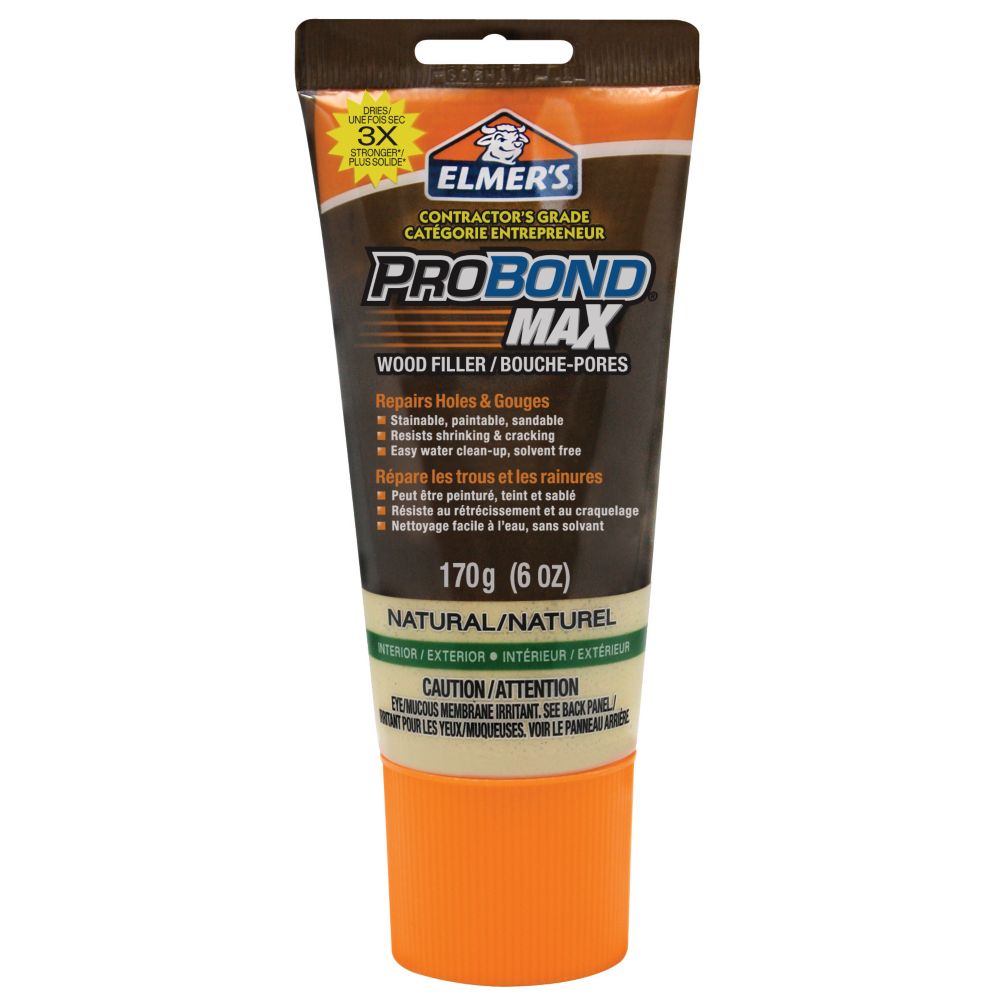 DRIES/
UNE FOIS SEC
3X
STRONGER*/
PLUS SOLIDE*
ELMER'S
CONTRACTOR'S GRADE
CATÉGORIE ENTREPRENEUR
PROBOND®
MAX
WOOD FILLER / BOUCHE-PORES
Repairs Holes & Gouges
Stainable, paintable, sandable
Resists shrinking & cracking
Easy water clean-up, solvent free
Répare les trous et les rainures
Peut être peinturé, teint et sablé
Résiste au rétrécissement et au craquelage
Nettoyage facile à l'eau, sans solvant
170g (6 OZ)
NATURAL/NATUREL
INTERIOR / EXTERIOR • INTÉRIEUR / EXTÉRIEUR
CAUTION/ATTENTION
EYE/MUCOUS MEMBRANE IRRITANT. SEE BACK PANEL./
IRRITANT POUR LES YEUX/MUQUEUSES. VOIR LE PANNEAU ARRIÈRE.